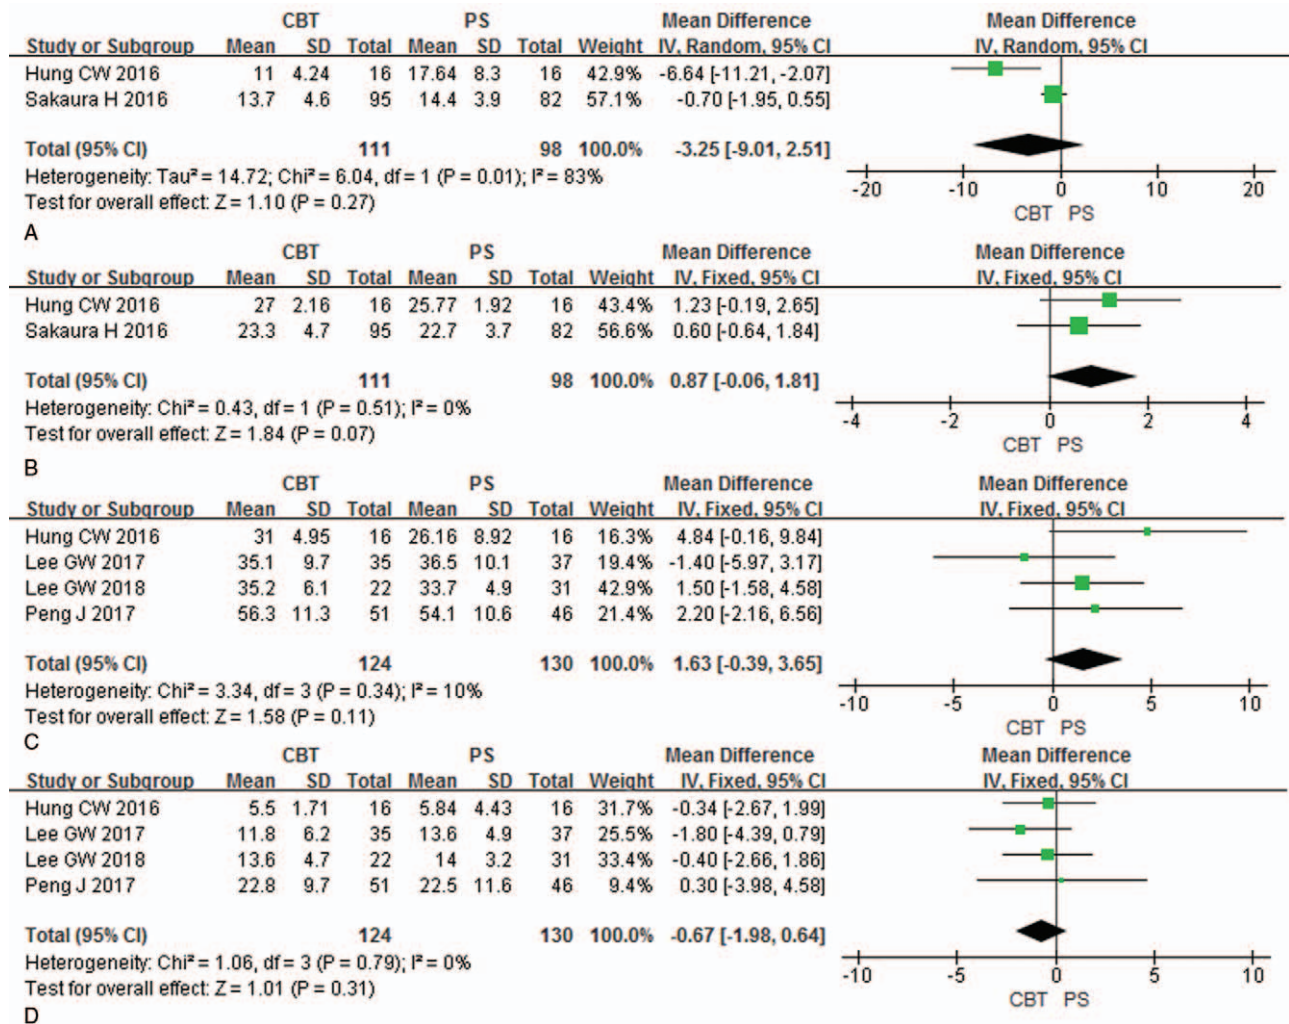 CBT PS Mean Difference Mean Difference
Study or Subgroup Mean SD Total Mean SD Total Weight IV, Random, 95% CI IV, Random, 95% CI
Hung CW 2016 11 4.24 16 17.64 8.3 16 42.9% -6.64 [-11.21, -2.07]
Sakaura H 2016 13.7 4.6 95 14.4 3.9 82 57.1% -0.70 [-1.95, 0.55]
Total (95% CI) 111 98 100.0% -3.25 [-9.01, 2.51]
Heterogeneity: Tau² = 14.72; Chi² = 6.04, df = 1 (P = 0.01); I² = 83%
Test for overall effect: Z = 1.10 (P = 0.27)
-20 -10 0 10 20
CBT PS
A
CBT PS Mean Difference Mean Difference
Study or Subgroup Mean SD Total Mean SD Total Weight IV, Fixed, 95% CI IV, Fixed, 95% CI
Hung CW 2016 27 2.16 16 25.77 1.92 16 43.4% 1.23 [-0.19, 2.65]
Sakaura H 2016 23.3 4.7 95 22.7 3.7 82 56.6% 0.60 [-0.64, 1.84]
Total (95% CI) 111 98 100.0% 0.87 [-0.06, 1.81]
Heterogeneity: Chi² = 0.43, df = 1 (P = 0.51); I² = 0%
Test for overall effect: Z = 1.84 (P = 0.07)
-4 -2 0 2 4
CBT PS
B
CBT PS Mean Difference Mean Difference
Study or Subgroup Mean SD Total Mean SD Total Weight IV, Fixed, 95% CI IV, Fixed, 95% CI
Hung CW 2016 31 4.95 16 26.16 8.92 16 16.3% 4.84 [-0.16, 9.84]
Lee GW 2017 35.1 9.7 35 36.5 10.1 37 19.4% -1.40 [-5.97, 3.17]
Lee GW 2018 35.2 6.1 22 33.7 4.9 31 42.9% 1.50 [-1.58, 4.58]
Peng J 2017 56.3 11.3 51 54.1 10.6 46 21.4% 2.20 [-2.16, 6.56]
Total (95% CI) 124 130 100.0% 1.63 [-0.39, 3.65]
Heterogeneity: Chi² = 3.34, df = 3 (P = 0.34); I² = 10%
Test for overall effect: Z = 1.58 (P = 0.11)
-10 -5 0 5 10
CBT PS
C
CBT PS Mean Difference Mean Difference
Study or Subgroup Mean SD Total Mean SD Total Weight IV, Fixed, 95% CI IV, Fixed, 95% CI
Hung CW 2016 5.5 1.71 16 5.84 4.43 16 31.7% -0.34 [-2.67, 1.99]
Lee GW 2017 11.8 6.2 35 13.6 4.9 37 25.5% -1.80 [-4.39, 0.79]
Lee GW 2018 13.6 4.7 22 14 3.2 31 33.4% -0.40 [-2.66, 1.86]
Peng J 2017 22.8 9.7 51 22.5 11.6 46 9.4% 0.30 [-3.98, 4.58]
Total (95% CI) 124 130 100.0% -0.67 [-1.98, 0.64]
Heterogeneity: Chi² = 1.06, df = 3 (P = 0.79); I² = 0%
Test for overall effect: Z = 1.01 (P = 0.31)
-10 -5 0 5 10
CBT PS
D